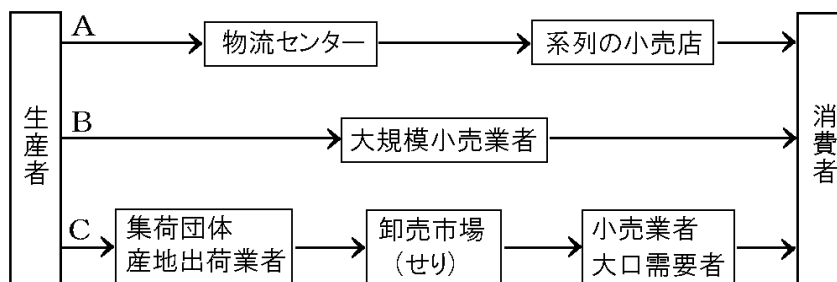 生産者
A
物流センター
系列の小売店
B
大規模小売業者
C
集荷団体
産地出荷業者
卸売市場
(せり)
小売業者
大口需要者
消費者